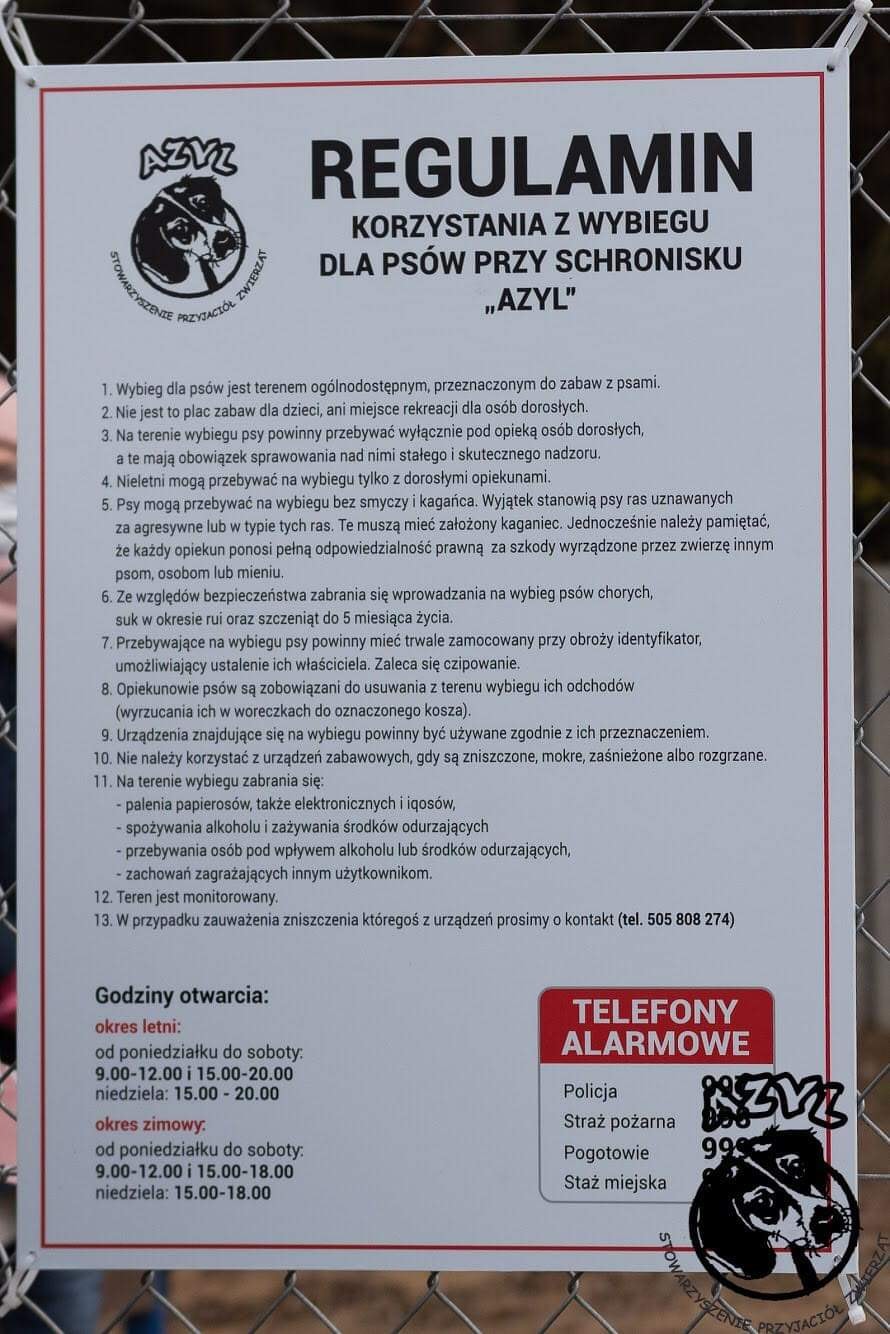 AZYL
STOWARZYSZENIE PRZYJACIÓŁ ZWIERZĄT
REGULAMIN
KORZYSTANIA Z WYBIEGU
DLA PSÓW PRZY SCHRONISKU
„AZYL”
1. Wybieg dla psów jest terenem ogólnodostępnym, przeznaczonym do zabaw z psami.
2. Nie jest to plac zabaw dla dzieci, ani miejsce rekreacji dla osób dorosłych.
3. Na terenie wybiegu psy powinny przebywać wyłącznie pod opieką osób dorosłych,
a te mają obowiązek sprawowania nad nimi stałego i skutecznego nadzoru.
4. Nieletni mogą przebywać na wybiegu tylko z dorosłymi opiekunami.
5. Psy mogą przebywać na wybiegu bez smyczy i kagańca. Wyjątek stanowią psy ras uznawanych
za agresywne lub w typie tych ras. Te muszą mieć założony kaganiec. Jednocześnie należy pamiętać,
że każdy opiekun ponosi pełną odpowiedzialność prawną za szkody wyrządzone przez zwierzę innym
psom, osobom lub mieniu.
6. Ze względów bezpieczeństwa zabrania się wprowadzania na wybieg psów chorych,
suk w okresie rui oraz szczeniąt do 5 miesiąca życia.
7. Przebywające na wybiegu psy powinny mieć trwale zamocowany przy obroży identyfikator,
umożliwiający ustalenie ich właściciela. Zaleca się czipowanie.
8. Opiekunowie psów są zobowiązani do usuwania z terenu wybiegu ich odchodów
(wyrzucania ich w woreczkach do oznaczonego kosza).
9. Urządzenia znajdujące się na wybiegu powinny być używane zgodnie z ich przeznaczeniem.
10. Nie należy korzystać z urządzeń zabawowych, gdy są zniszczone, mokre, zaśnieżone albo rozgrzane.
11. Na terenie wybiegu zabrania się:
- palenia papierosów, także elektronicznych i iqosów,
- spożywania alkoholu i zażywania środków odurzających
- przebywania osób pod wpływem alkoholu lub środków odurzających,
- zachowań zagrażających innym użytkownikom.
12. Teren jest monitorowany.
13. W przypadku zauważenia zniszczenia któregoś z urządzeń prosimy o kontakt (tel. 505 808 274)
Godziny otwarcia:
okres letni:
od poniedziałku do soboty:
9.00-12.00 i 15.00-20.00
niedziela: 15.00 - 20.00
okres zimowy:
od poniedziałku do soboty:
9.00-12.00 i 15.00-18.00
niedziela: 15.00-18.00
TELEFONY
ALARMOWE
Policja
Straż pożarna
Pogotowie
Staż miejska
AZYL
STOWARZYSZENIE PRZYJACIÓŁ ZWIERZĄT